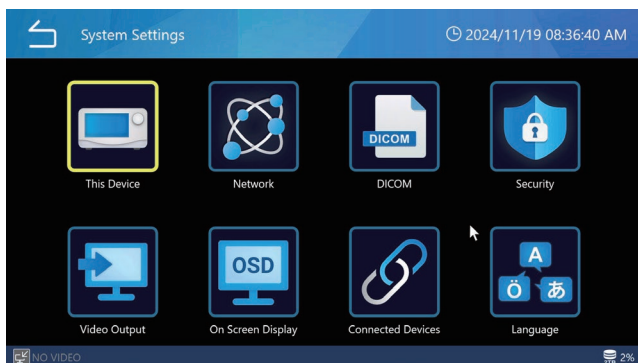 System Settings
2024/11/19 08:36:40 AM
DICOM
This Device
Network
DICOM
Security
OSD
A
Ö あ
Video Output
On Screen Display
Connected Devices
Language
NO VIDEO
2%